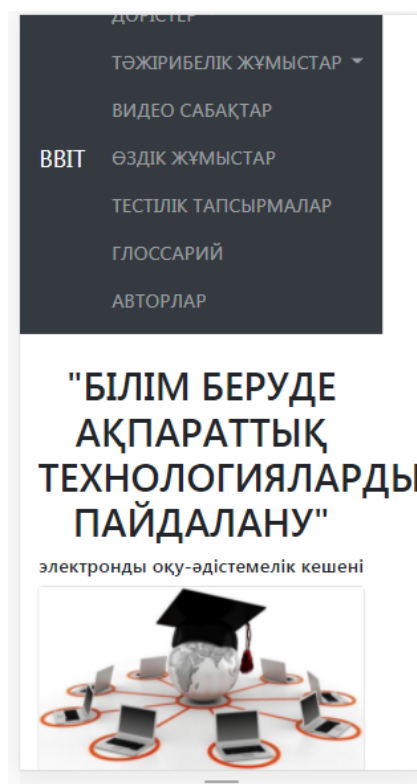 ДӘРІСТЕР
ТӘЖІРИБЕЛІК ЖҰМЫСТАР
ВИДЕО САБАҚТАР
BBIT
ӨЗДІК ЖҰМЫСТАР
ТЕСТІЛІК ТАПСЫРМАЛАР
ГЛОССАРИЙ
АВТОРЛАР
"БІЛІМ БЕРУДЕ
АҚПАРАТТЫҚ
ТЕХНОЛОГИЯЛАРДЫ
ПАЙДАЛАНУ"
электронды оқу-әдістемелік кешені